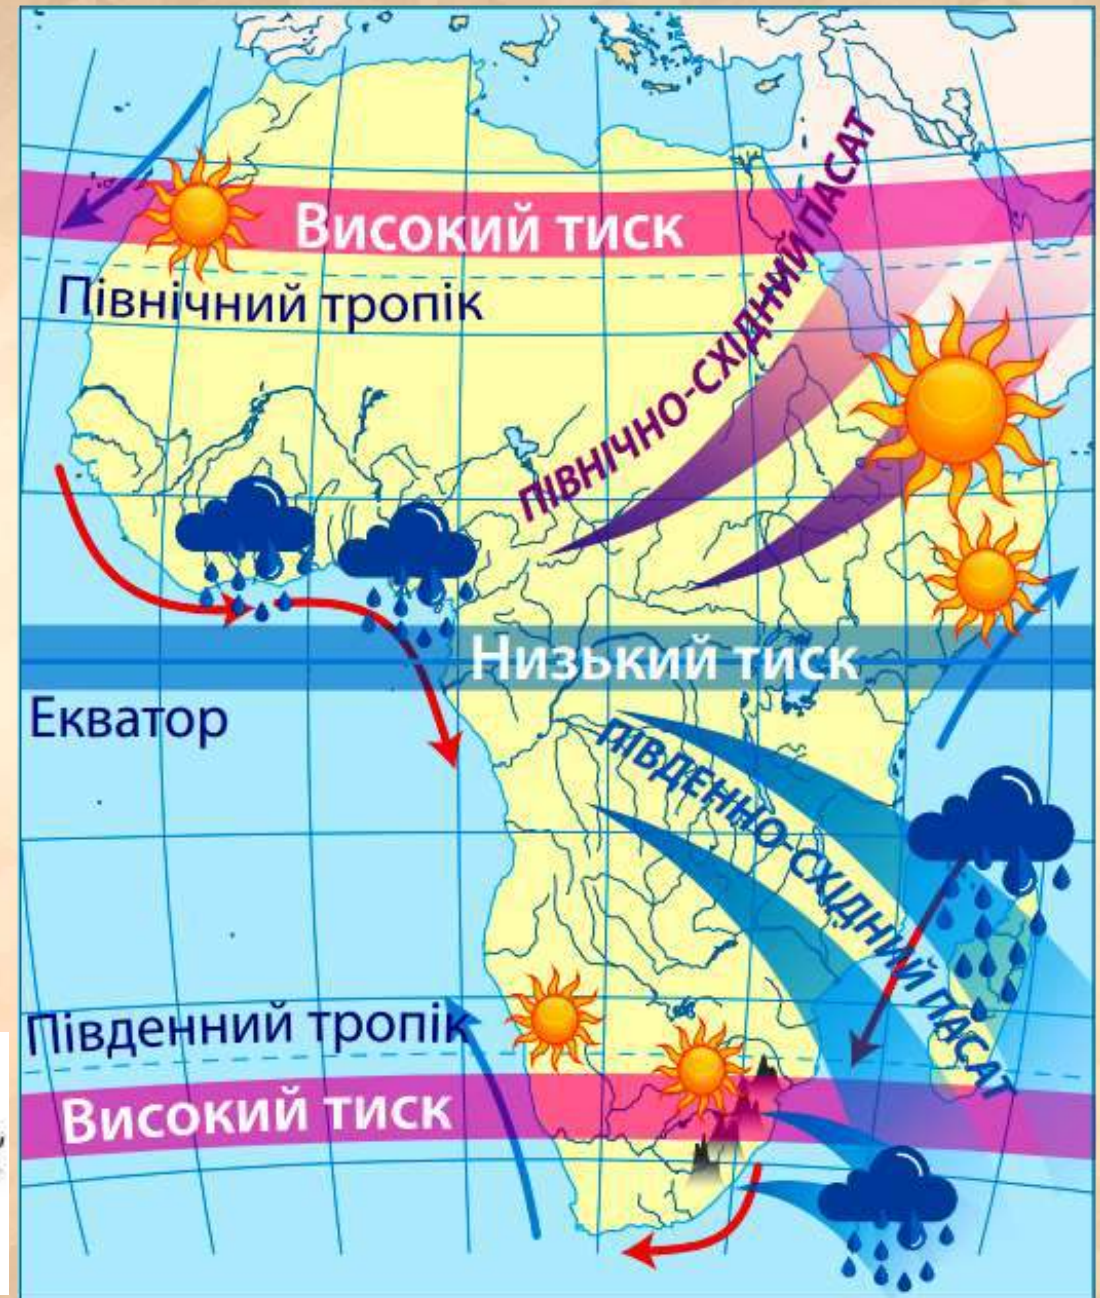 Високий тиск
Північний тропік
ПІВНІЧНО-СХІДНИЙ ПАСАТ
Низький тиск
Екватор
ПІВДЕННО-СХІДНИЙ ПАСАТ
Південний тропік
Високий тиск